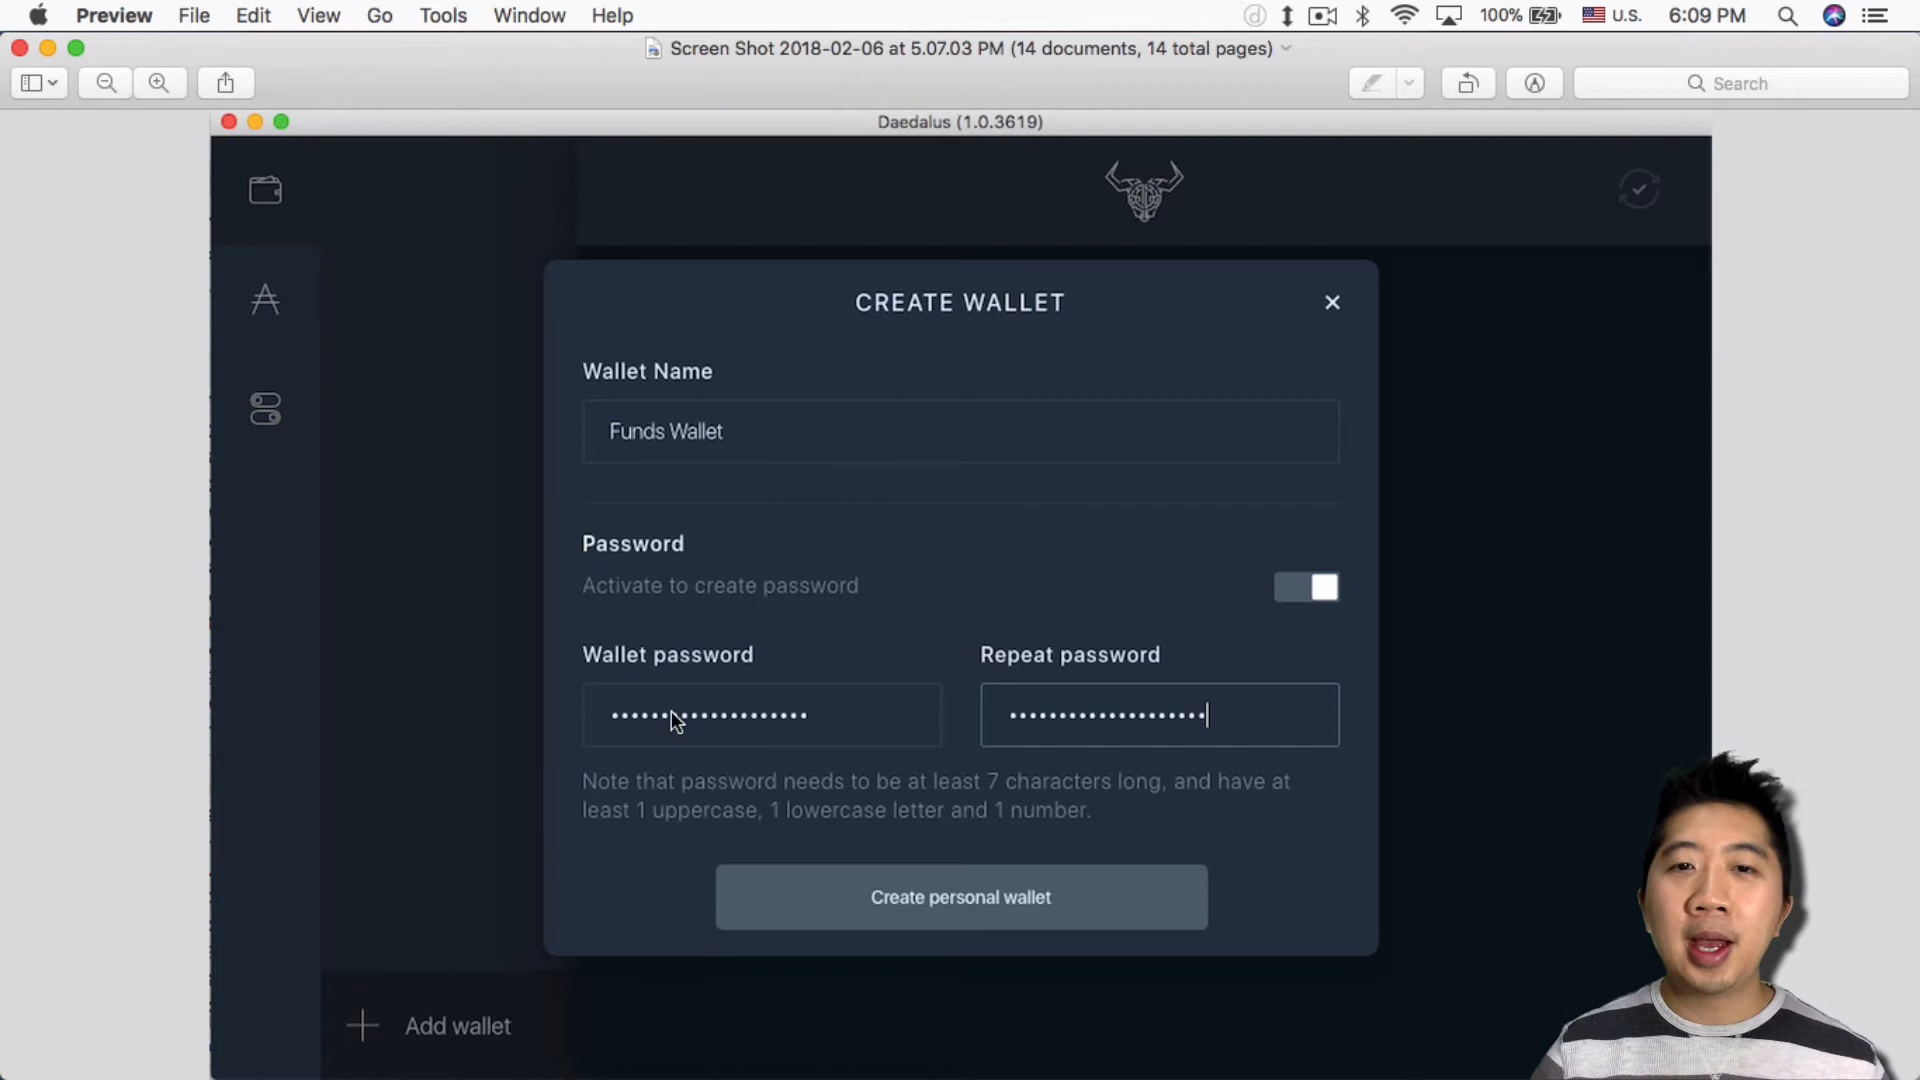 Preview File Edit View Go Tools Window Help 100% U.S. 6:09 PM
Screen Shot 2018-02-06 at 5.07.03 PM (14 documents, 14 total pages)
Search
Daedalus (1.0.3619)
CREATE WALLET
Wallet Name
Funds Wallet
Password
Activate to create password
Wallet password Repeat password
Note that password needs to be at least 7 characters long, and have at
least 1 uppercase, 1 lowercase letter and 1 number.
Create personal wallet
Add wallet